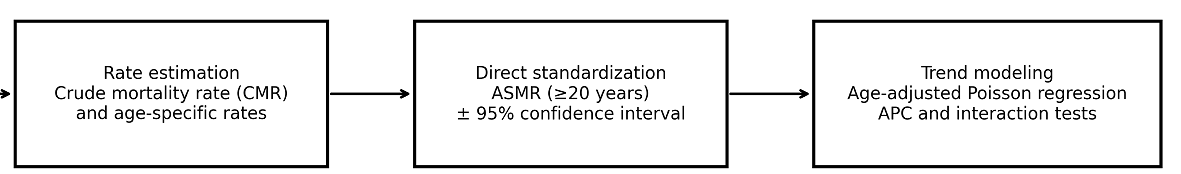 Rate estimation
Crude mortality rate (CMR)
and age-specific rates
Direct standardization
ASMR (≥20 years)
± 95% confidence interval
Trend modeling
Age-adjusted Poisson regression
APC and interaction tests